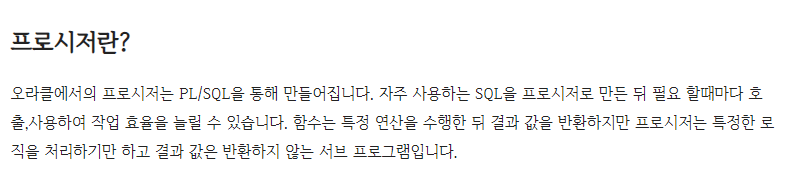 프로시저란?
오라클에서의 프로시저는 PL/SQL을 통해 만들어집니다. 자주 사용하는 SQL을 프로시저로 만든 뒤 필요 할때마다 호
출,사용하여 작업 효율을 늘릴 수 있습니다. 함수는 특정 연산을 수행한 뒤 결과 값을 반환하지만 프로시저는 특정한 로
직을 처리하기만 하고 결과 값은 반환하지 않는 서브 프로그램입니다.